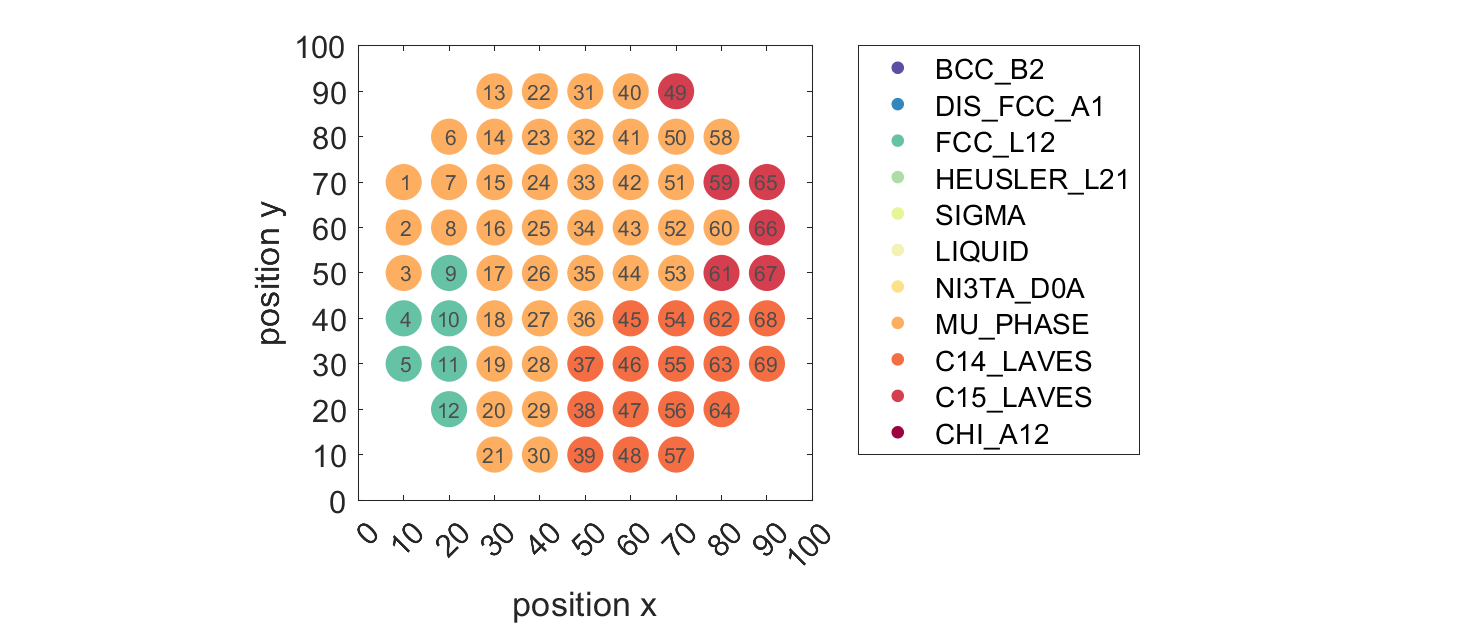 100
90
80
70
60
50
40
30
20
10
0
position y
13 22 31 40 49
6 14 23 32 41 50 58
1 7 15 24 33 42 51 59 65
2 8 16 25 34 43 52 60 66
3 9 17 26 35 44 53 61 67
4 10 18 27 36 45 54 62 68
5 11 19 28 37 46 55 63 69
12 20 29 38 47 56 64
21 30 39 48 57
0 10 20 30 40 50 60 70 80 90 100
position x
BCC_B2
DIS_FCC_A1
FCC_L12
HEUSLER_L21
SIGMA
LIQUID
NI3TA_D0A
MU_PHASE
C14_LAVES
C15_LAVES
CHI_A12